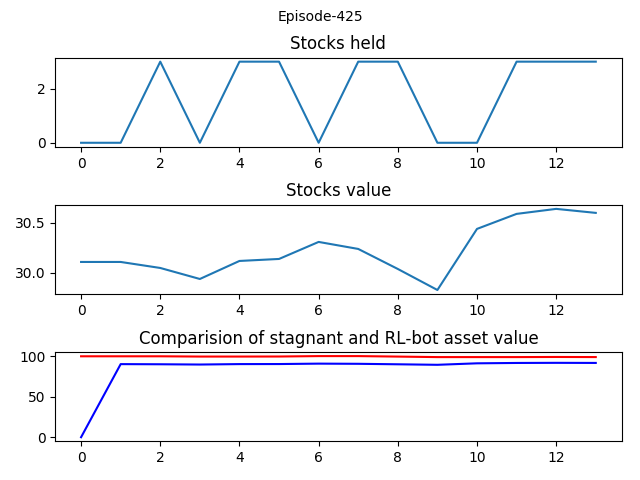 Episode-425
Stocks held
2
0
0 2 4 6 8 10 12
Stocks value
30.5
30.0
0 2 4 6 8 10 12
Comparision of stagnant and RL-bot asset value
100
50
0
0 2 4 6 8 10 12